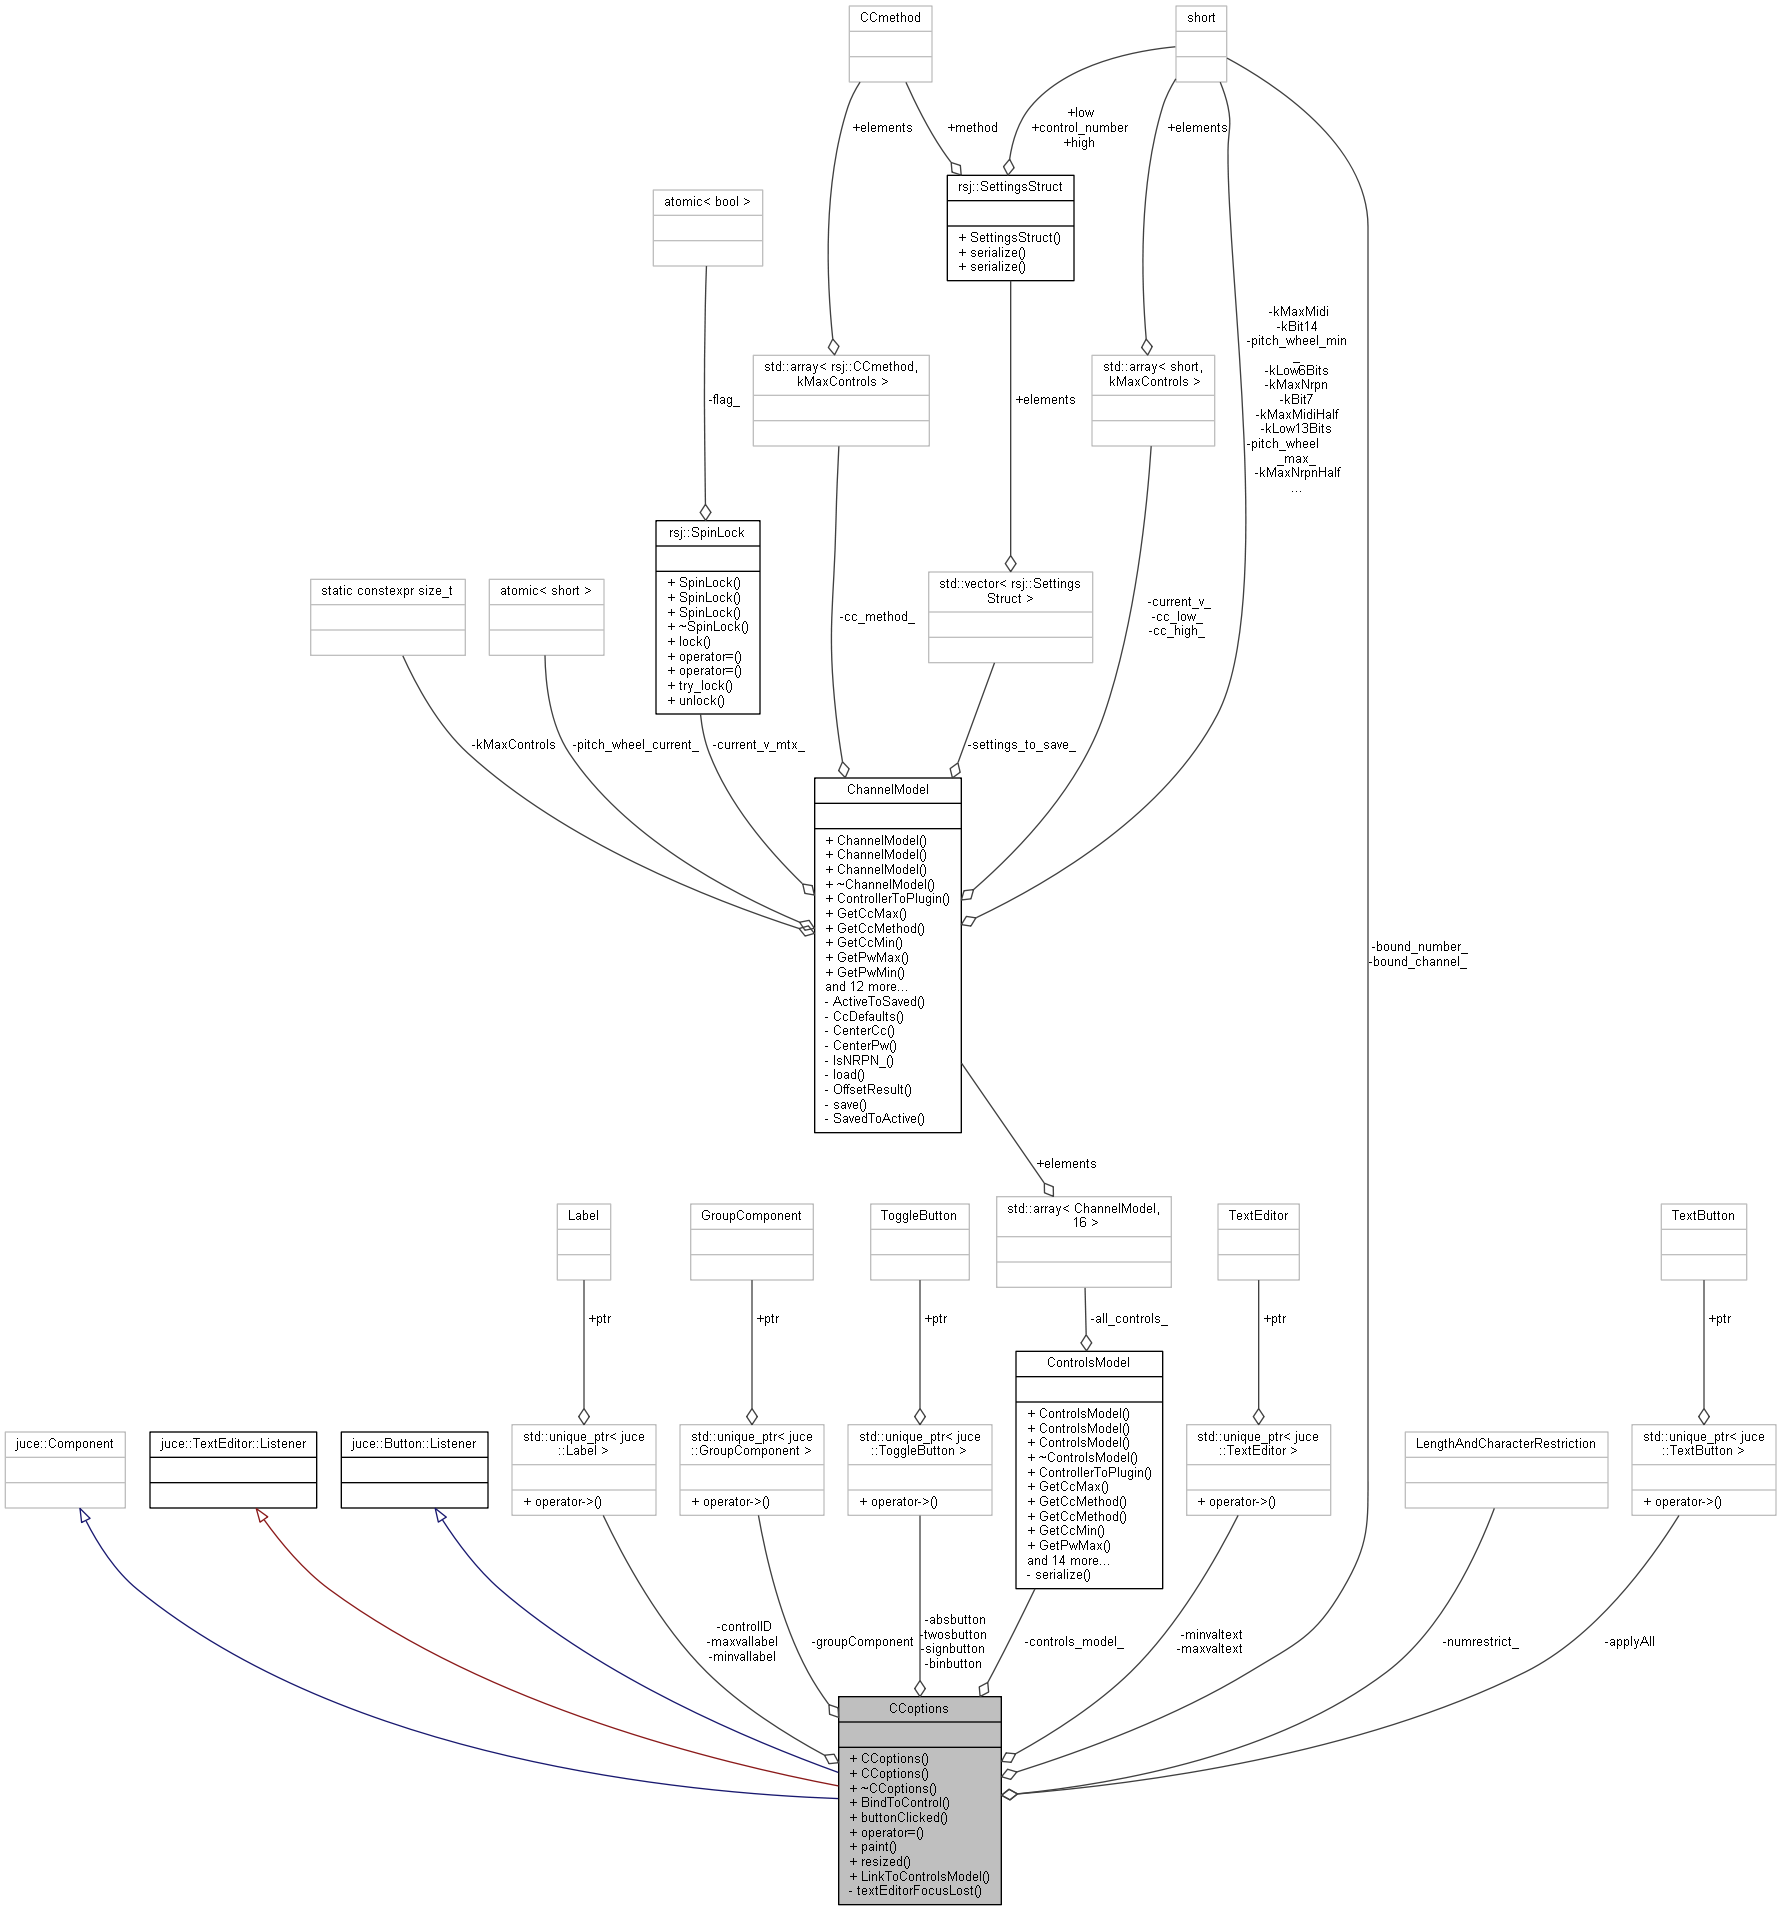 CCmethod
short
+elements
+method
+low
+control_number
+high
+elements
rsj::SettingsStruct
+ SettingsStruct()
+ serialize()
+ serialize()
atomic< bool >
-kMaxMidi
-kBit14
-pitch_wheel_min
_
-kLow6Bits
-kMaxNrpn
-kBit7
-kMaxMidiHalf
-kLow13Bits
-pitch_wheel
_max_
-kMaxNrpnHalf
...
std::array< rsj::CCmethod,
kMaxControls >
std::array< short,
kMaxControls >
-flag_
+elements
rsj::SpinLock
+ SpinLock()
+ SpinLock()
+ SpinLock()
+ ~SpinLock()
+ lock()
+ operator=()
+ operator=()
+ try_lock()
+ unlock()
static constexpr size_t
atomic< short >
std::vector< rsj::Settings
Struct >
-cc_method_
-current_v_
-cc_low_
-cc_high_
-kMaxControls
-pitch_wheel_current_
-current_v_mtx_
-settings_to_save_
ChannelModel
+ ChannelModel()
+ ChannelModel()
+ ChannelModel()
+ ~ChannelModel()
+ ControllerToPlugin()
+ GetCcMax()
+ GetCcMethod()
+ GetCcMin()
+ GetPwMax()
+ GetPwMin()
and 12 more...
- ActiveToSaved()
- CcDefaults()
- CenterCc()
- CenterPw()
- IsNRPN_()
- load()
- OffsetResult()
- save()
- SavedToActive()
-bound_number_
-bound_channel_
+elements
Label
GroupComponent
ToggleButton
std::array< ChannelModel,
16 >
TextEditor
TextButton
+ptr
+ptr
+ptr
-all_controls_
+ptr
+ptr
ControlsModel
+ ControlsModel()
+ ControlsModel()
+ ControlsModel()
+ ~ControlsModel()
+ ControllerToPlugin()
+ GetCcMax()
+ GetCcMethod()
+ GetCcMethod()
+ GetCcMin()
+ GetPwMax()
and 14 more...
- serialize()
juce::Component
juce::TextEditor::Listener
juce::Button::Listener
std::unique_ptr< juce
::Label >
+ operator->()
std::unique_ptr< juce
::GroupComponent >
+ operator->()
std::unique_ptr< juce
::ToggleButton >
+ operator->()
std::unique_ptr< juce
::TextEditor >
+ operator->()
LengthAndCharacterRestriction
std::unique_ptr< juce
::TextButton >
+ operator->()
-controlID
-maxvallabel
-minvallabel
-groupComponent
-absbutton
-twosbutton
-signbutton
-binbutton
-controls_model_
-minvaltext
-maxvaltext
-numrestrict_
-applyAll
CCoptions
+ CCoptions()
+ CCoptions()
+ ~CCoptions()
+ BindToControl()
+ buttonClicked()
+ operator=()
+ paint()
+ resized()
+ LinkToControlsModel()
- textEditorFocusLost()